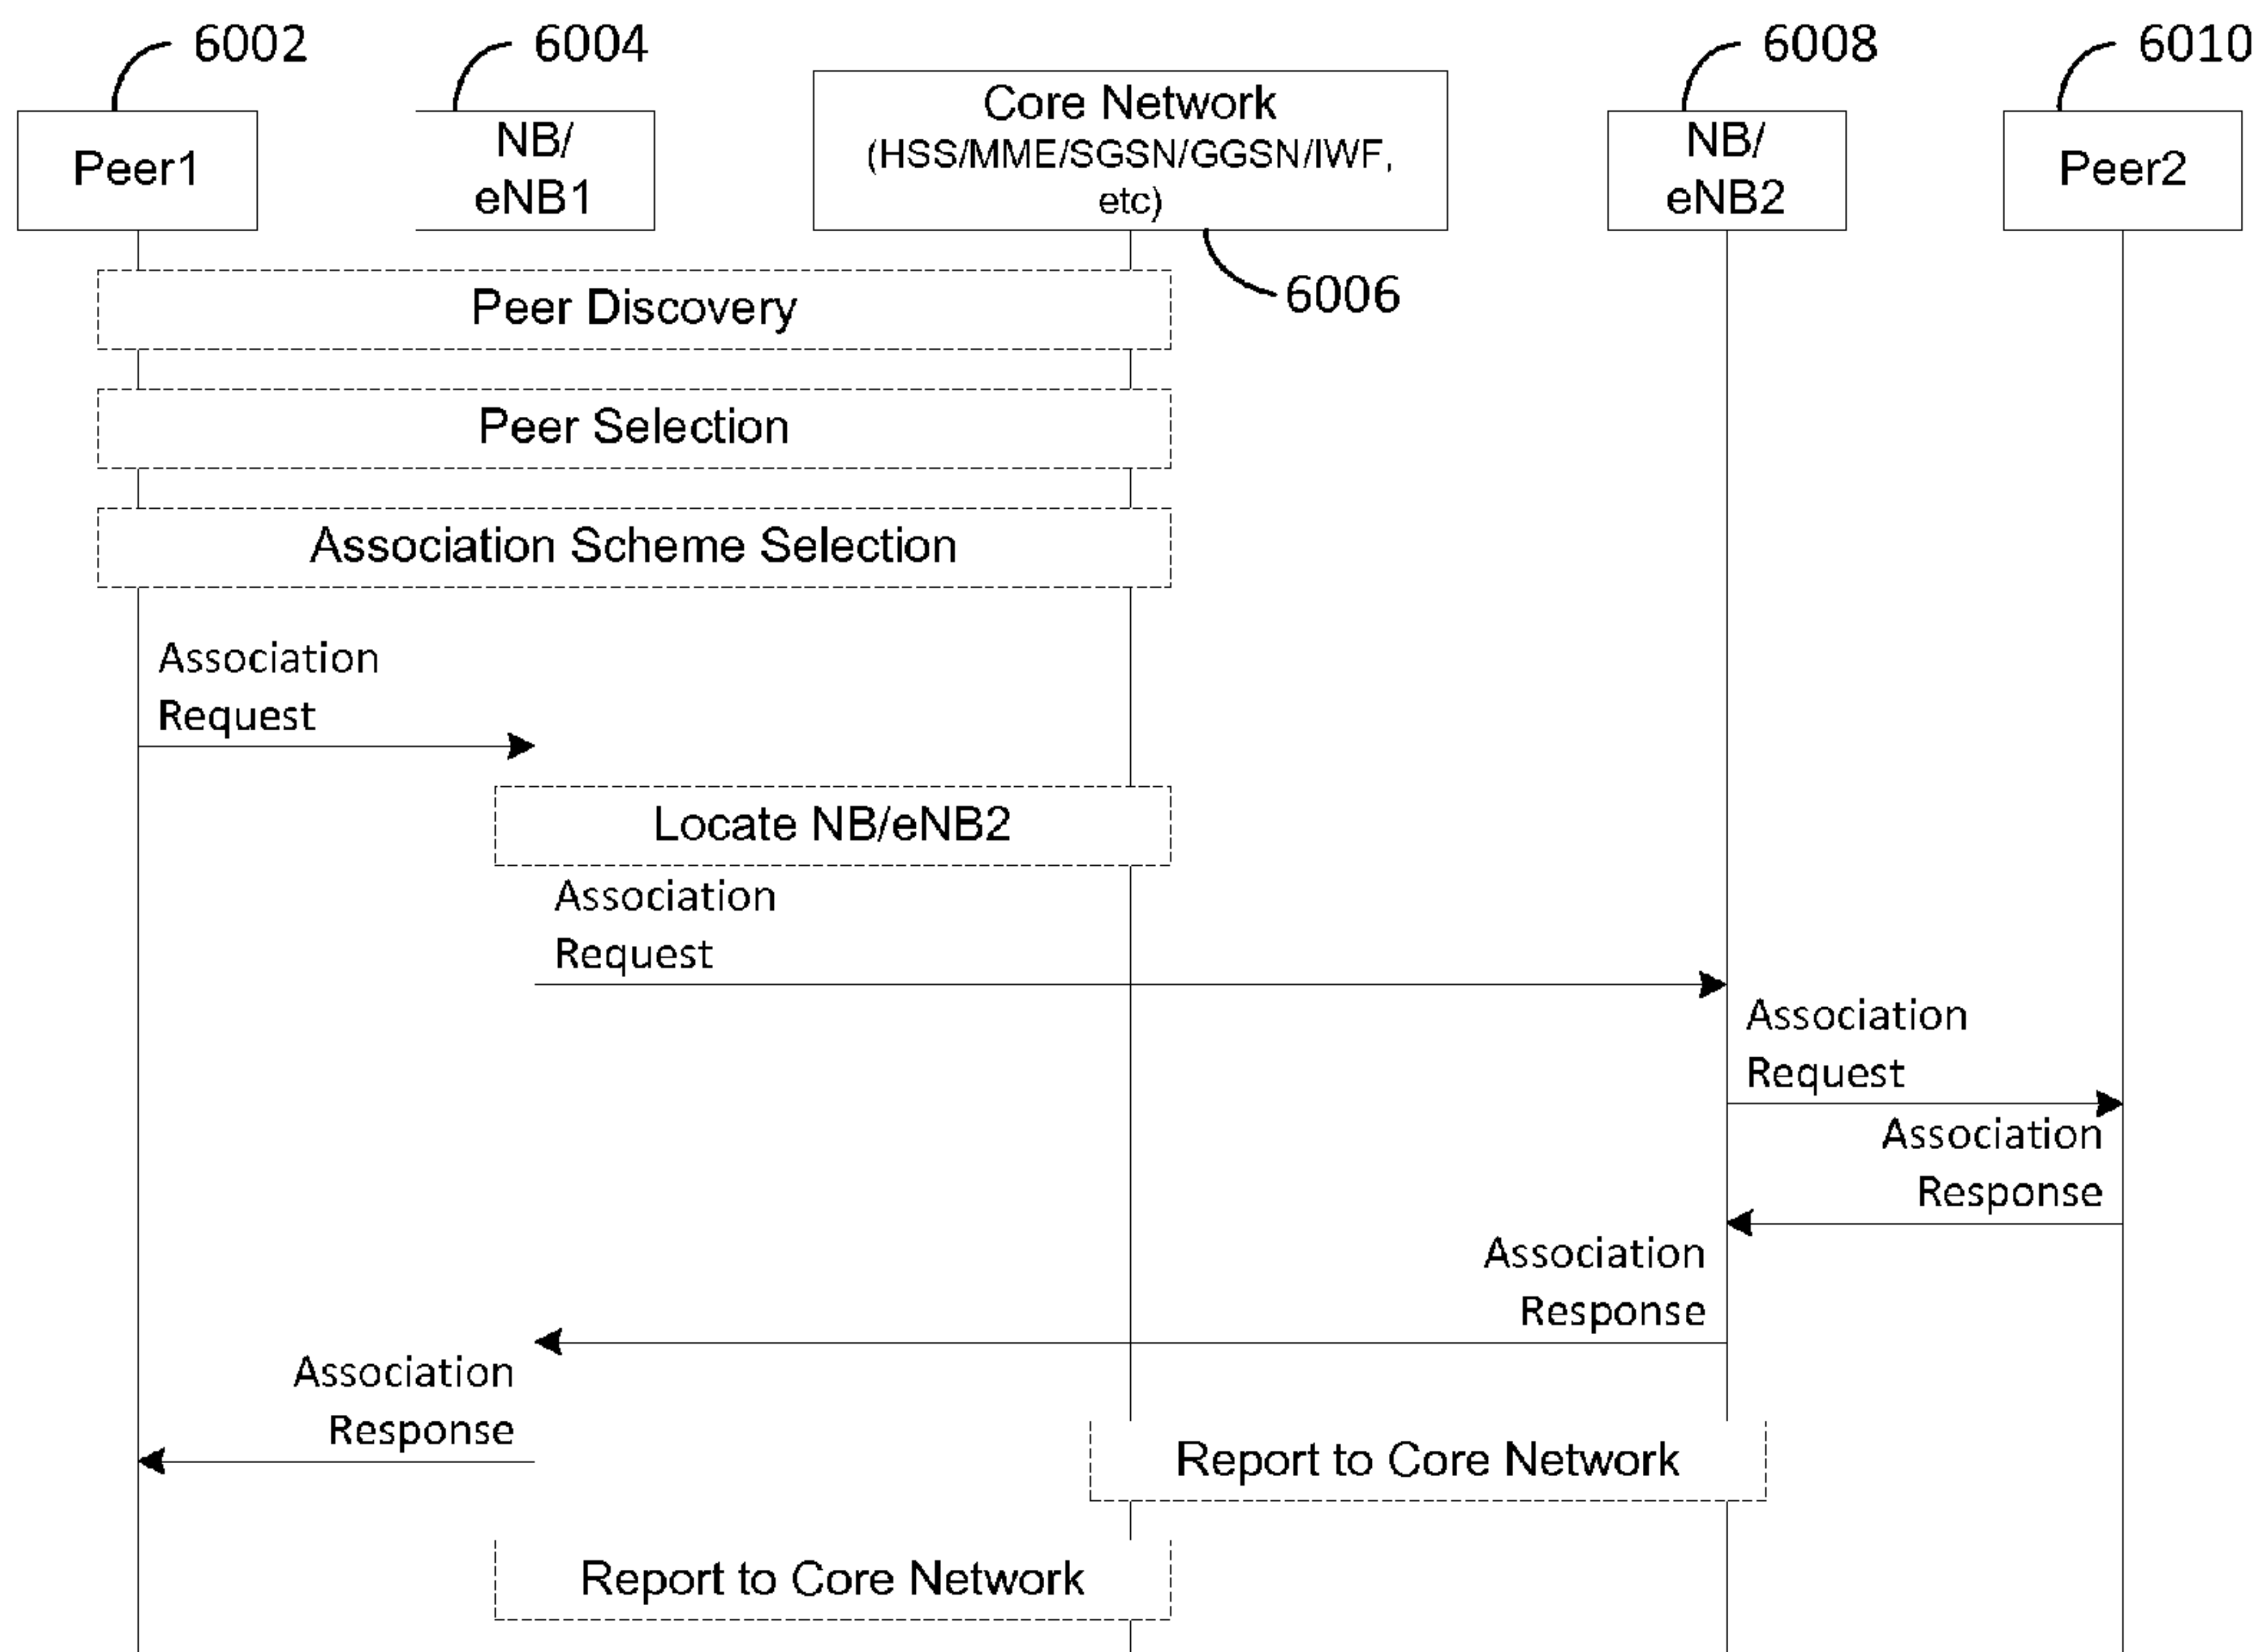 6002
6004
6008
6010
Peer1
NB/
eNB1
Core Network
(HSS/MME/SGSN/GGSN/IWF,
etc)
NB/
eNB2
Peer2
6006
Peer Discovery
Peer Selection
Association Scheme Selection
Association
Request
Locate NB/eNB2
Association
Request
Association
Request
Association
Response
Association
Response
Association
Response
Report to Core Network
Report to Core Network